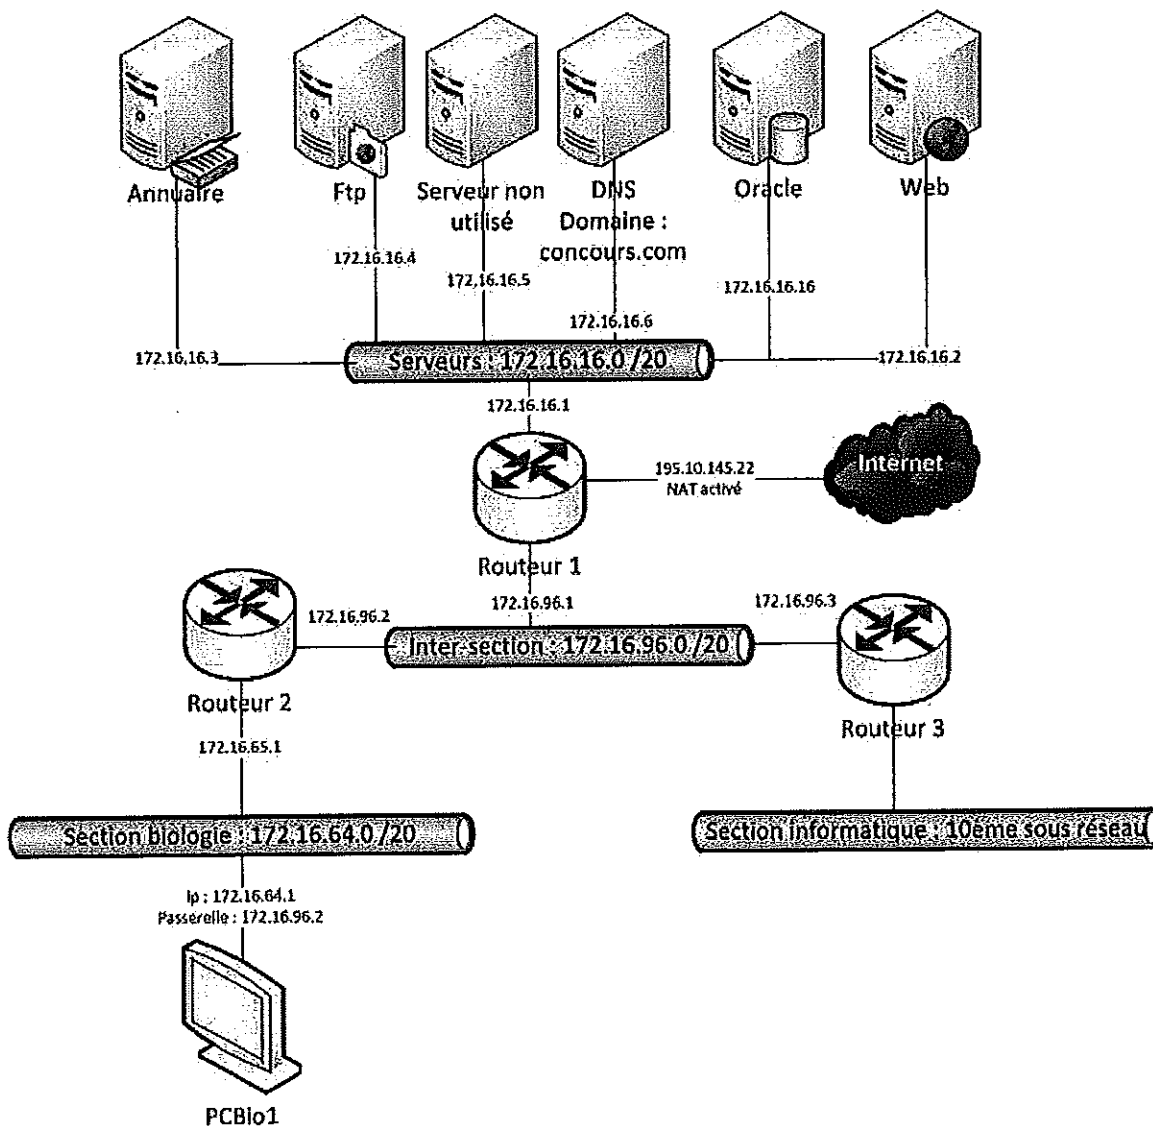 Annuaire
Ftp
Serveur non
utilisé
DNS
Domaine :
concours.com
Oracle
Web
172.16.16.4
172.16.16.5
172.16.16.16
172.16.16.6
172.16.16.3
Serveurs : 172.16.16.0 /20
172.16.16.2
172.16.16.1
Internet
195.10.145.22
NAT activé
Routeur 1
172.16.96.2
172.16.96.1
172.16.96.3
Inter-section : 172.16.96.0 /20
Routeur 2
Routeur 3
172.16.65.1
Section biologie : 172.16.64.0 /20
Section informatique : 10ème sous réseau
Ip : 172.16.64.1
Passerelle : 172.16.96.2
PCBio1